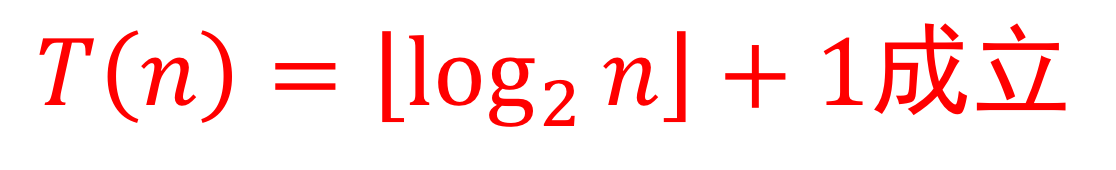 T(n) = ⌊log₂ n⌋ + 1成立